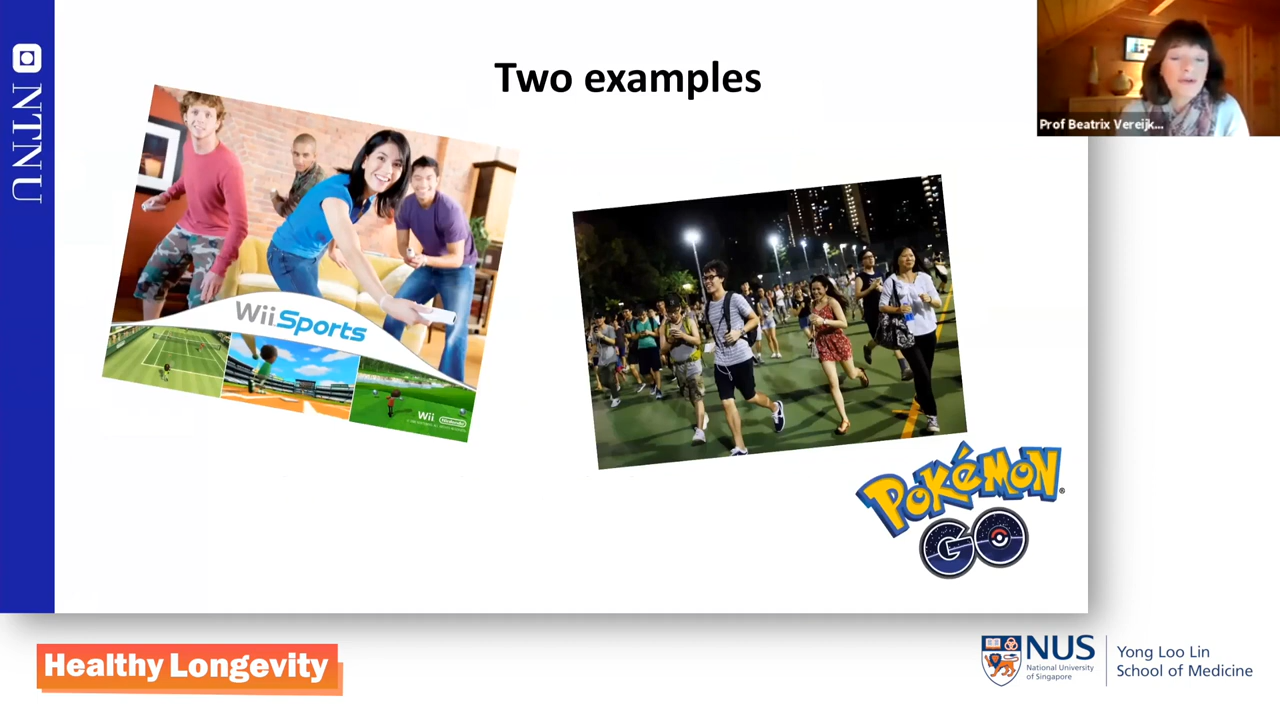 NTNU
Two examples
Prof Beatrix Vereijk...
Wii Sports
Wii
Nintendo
POKéMON
GO
Healthy Longevity
NUS
National University
of Singapore
Yong Loo Lin
School of Medicine